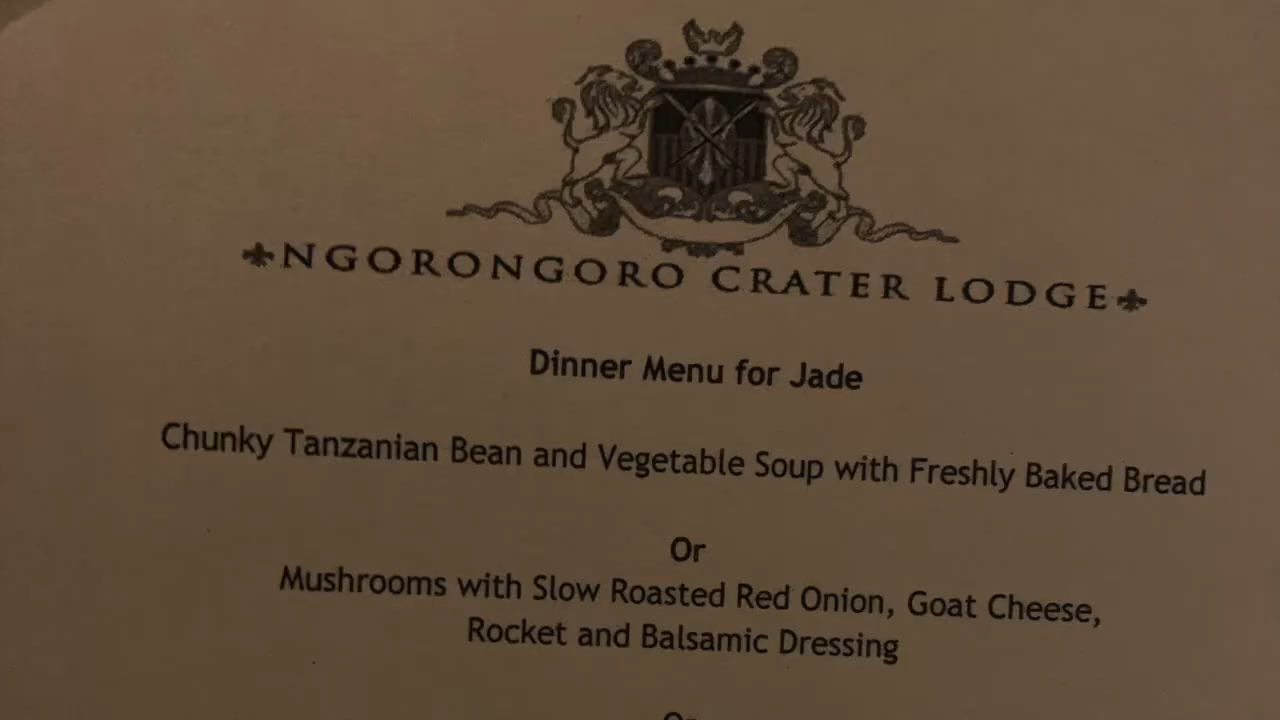 NGORONGORO CRATER LODGE
Dinner Menu for Jade
Chunky Tanzanian Bean and Vegetable Soup with Freshly Baked Bread
Or
Mushrooms with Slow Roasted Red Onion, Goat Cheese,
Rocket and Balsamic Dressing
Or